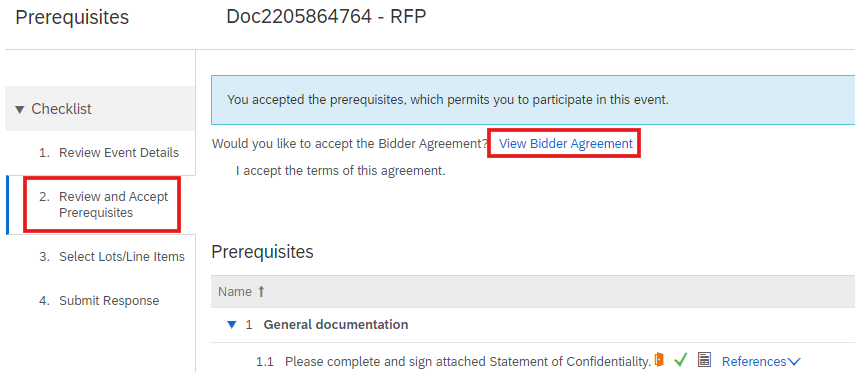 Prerequisites
Doc2205864764 - RFP
Checklist
1. Review Event Details
2. Review and Accept
Prerequisites
3. Select Lots/Line Items
4. Submit Response
You accepted the prerequisites, which permits you to participate in this event.
Would you like to accept the Bidder Agreement? View Bidder Agreement
I accept the terms of this agreement.
Prerequisites
Name ↑
1 General documentation
1.1 Please complete and sign attached Statement of Confidentiality. References